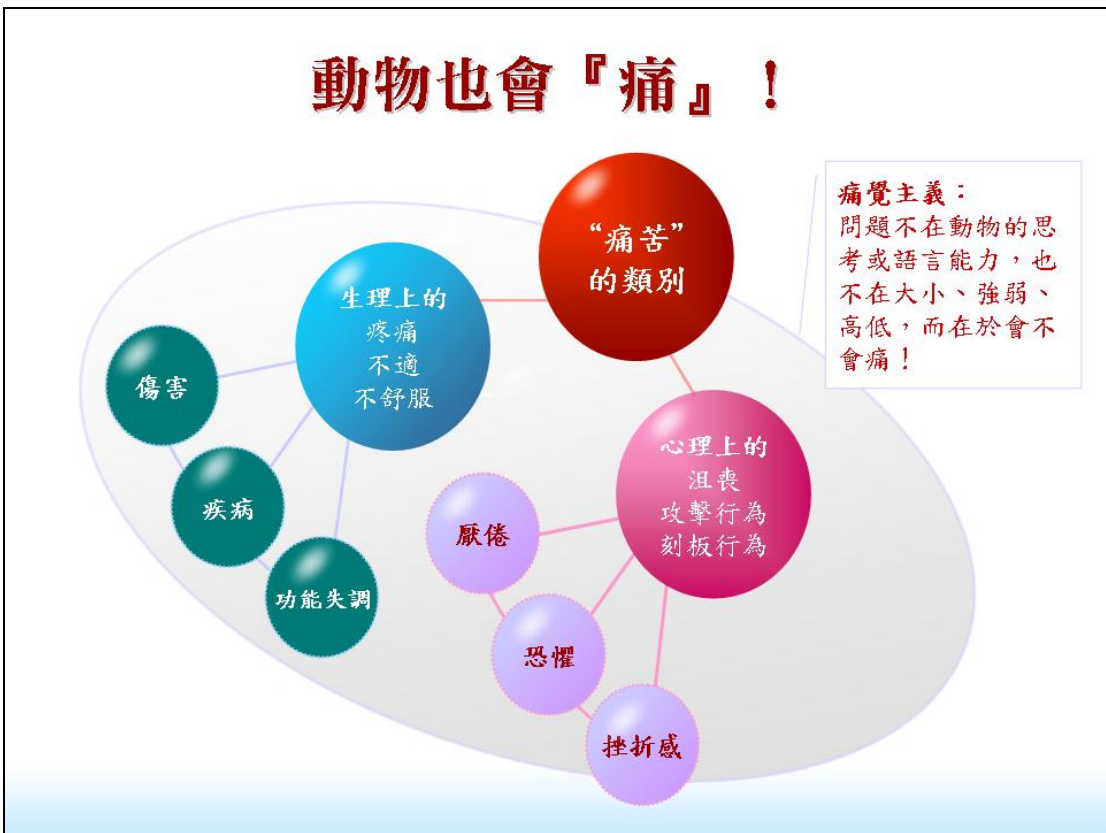 動物也會『痛』！
“痛苦”
的類別
痛覺主義：
問題不在動物的思
考或語言能力，也
不在大小、強弱、
高低，而在於會不
會痛！
生理上的
疼痛
不適
不舒服
傷害
疾病
功能失調
心理上的
沮喪
攻擊行為
刻板行為
厭倦
恐懼
挫折感